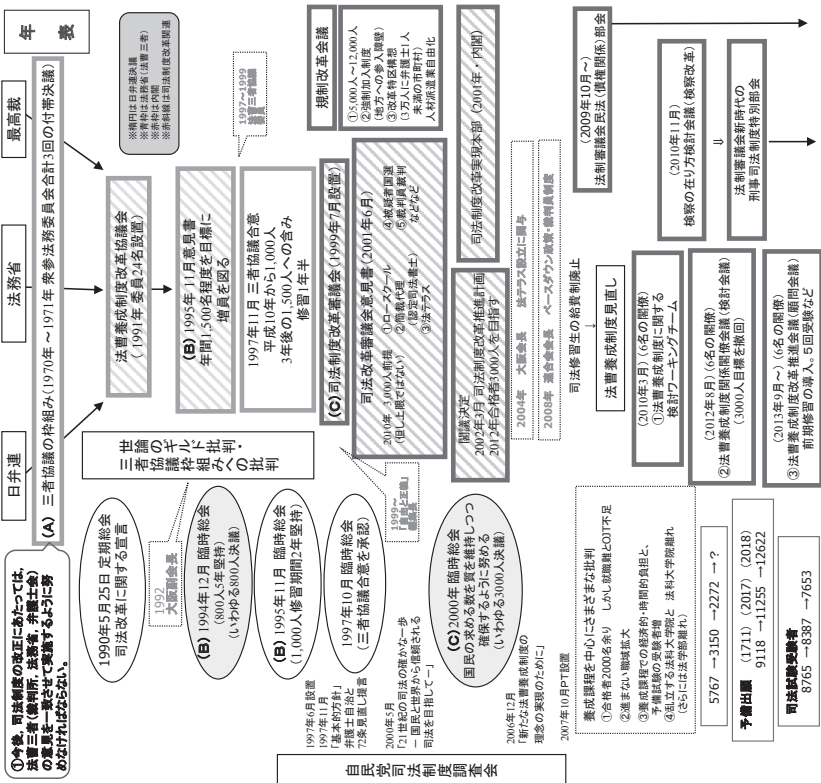 年　表
日弁連
法務省
最高裁
①今後、司法制度の改正にあたっては、
法曹三者(裁判所、法務省、弁護士会)
の意見を一致させて実施するように努
めなければならない。
(A) 三者協議の枠組み(1970年～1971年 衆参法務委員会合計3回の付帯決議)
※楕円は日弁連決議
※青枠は法務省(法曹三者)
※赤枠は内閣
※赤斜線は司法制度改革関連
1990年5月25日 定期総会
司法改革に関する宣言
1992
大阪副会長
(B) 1994年12月 臨時総会
(800人5年堅持)
(いわゆる800人決議)
(B) 1995年11月 臨時総会
(1,000人修習期間2年堅持)
1997年10月 臨時総会
(三者協議合意を承認)
世論のギルド批判・
三者協議枠組みへの批判
法曹養成制度改革協議会
(1991年委員24名設置)
(B) 1995年 11月意見書
年間1,500名程度を目標に
増員を図る
1997年11月 三者協議合意
平成10年から1,000人
3年後の1,500人への含み
修習1年半
1997～1999
協議員 三者協議
1997年6月設置
1997年11月
「基本的方針」
弁護士自治と
72条見直し提言
2000年5月
「21世紀の司法の確かな一歩
－国民と世界から信頼される
司法を目指して－」
1999～
「自由と正義」
編集長
(C) 司法制度改革審議会(1999年7月設置)
司法改革審議会意見書(2001年6月)
2010年 3,000人前提
(但し上限ではない)
①ロースクール
②簡裁代理
(認定司法書士)
③法テラス
④被疑者国選
⑤裁判員裁判
などなど
規制改革会議
①5,000人～12,000人
②強制加入制度
(地方への参入障壁)
③改革特区構想
(3万人に弁護士1人
未満の市町村)
人材派遣業自由化
(C) 2000年 臨時総会
国民の求める数を質を維持しつつ
確保するように努める
(いわゆる3000人決議)
閣議決定
2002年3月 司法制度改革推進計画
2012年合格者3000人を目指す
司法制度改革実現本部 (2001年・内閣)
2004年 大阪会長 法テラス設立に関与
2008年 連合会会長 ペースダウン政策・裁判員制度
自民党司法制度調査会
2006年12月
「新たな法曹養成制度の
理念の実現のために」
2007年10月PT設置
司法修習生の給費制廃止
↓
法曹養成制度見直し
(2009年10月～)
法制審議会民法(債権関係)部会
養成課程を中心にさまざまな批判
①合格者2000名余り しかし就職難とOJT不足
②進まない職域拡大
③養成課程での経済的・時間的負担と、
予備試験の受験者増
④乱立する法科大学院と 法科大学院離れ
(さらには法学部離れ)
(2010年3月) (6名の閣僚)
①法曹養成制度に関する
検討ワーキングチーム
(2010年11月)
検察の在り方検討会議(検察改革)
⇓
5767 →3150 →2272 →？
(2012年8月) (6名の閣僚)
②法曹養成制度関係閣僚会議(検討会議)
(3000人目標を撤回)
法制審議会新時代の
刑事司法制度特別部会
予備出願　(1711)　(2017)　(2018)
9118 →11255 →12622
(2013年9月～) (6名の閣僚)
③法曹養成制度改革推進会議(顧問会議)
前期修習の導入。5回受験など
司法試験受験者
8765 →8387 →7653